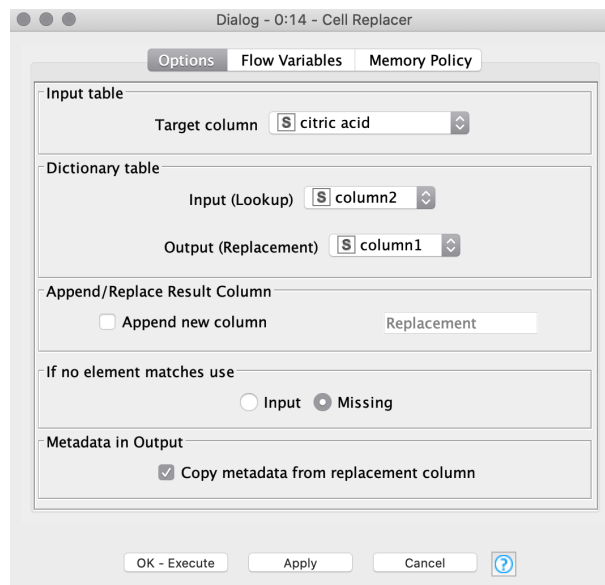 Dialog - 0:14 - Cell Replacer
Options Flow Variables Memory Policy
Input table
Target column S citric acid
Dictionary table
Input (Lookup) S column2
Output (Replacement) S column1
Append/Replace Result Column
Append new column Replacement
If no element matches use
Input Missing
Metadata in Output
Copy metadata from replacement column
OK - Execute Apply Cancel ?